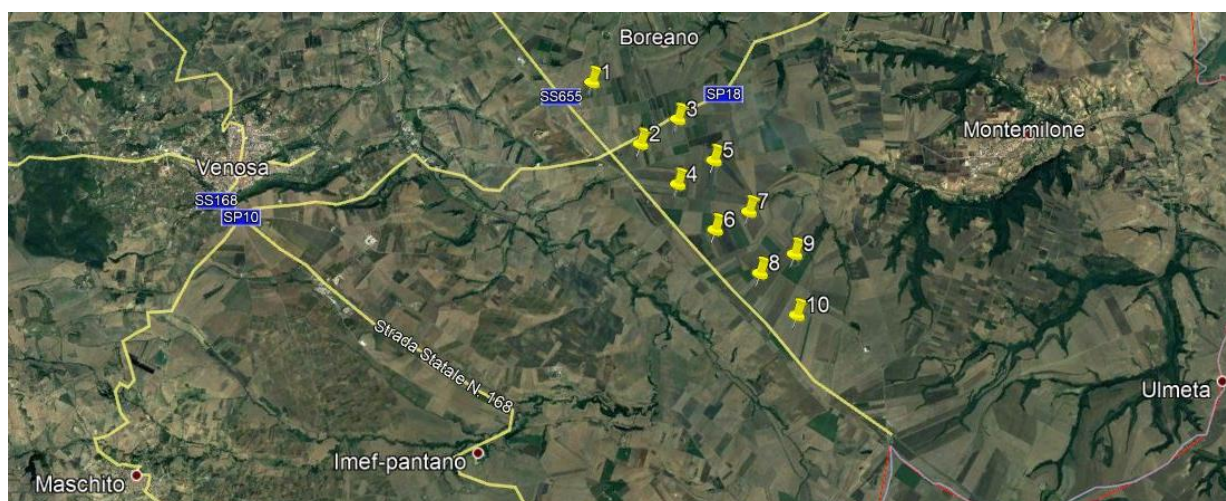 Boreano
1
SS655
SP18
3
2
Montemilone
5
Venosa
4
SS168
7
SP10
6
9
8
10
Strada Statale N. 168
Ulmeta
Imef-pantano
Maschito